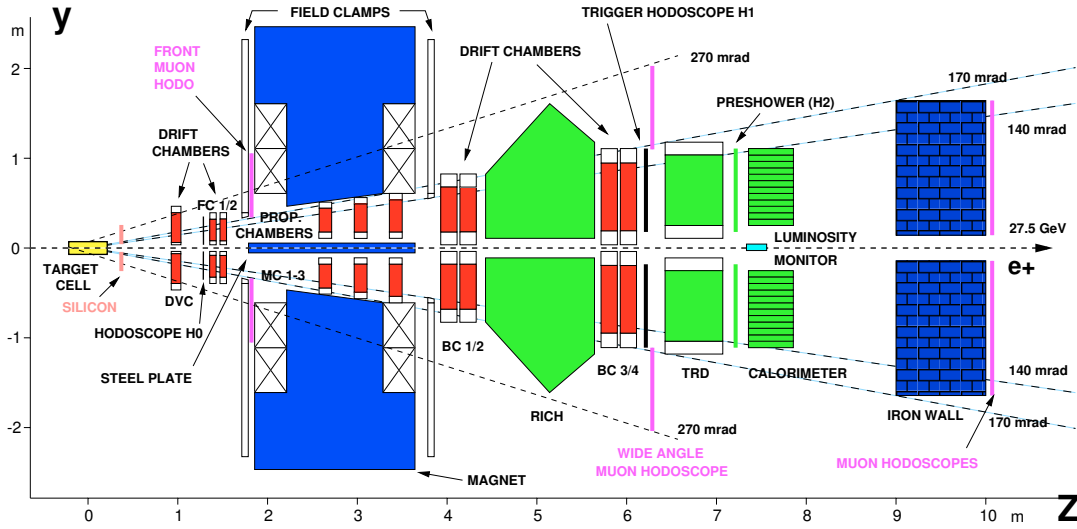 y
m
2
1
0
-1
-2
FIELD CLAMPS
TRIGGER HODOSCOPE H1
FRONT
MUON
HODO
DRIFT CHAMBERS
270 mrad
170 mrad
PRESHOWER (H2)
140 mrad
DRIFT
CHAMBERS
FC 1/2
PROP.
CHAMBERS
27.5 GeV
LUMINOSITY
MONITOR
e+
TARGET
CELL
SILICON
DVC
MC 1-3
HODOSCOPE H0
STEEL PLATE
BC 1/2
BC 3/4
TRD
CALORIMETER
140 mrad
RICH
IRON WALL
170 mrad
270 mrad
WIDE ANGLE
MUON HODOSCOPE
MUON HODOSCOPES
MAGNET
0 1 2 3 4 5 6 7 8 9 10 m
Z